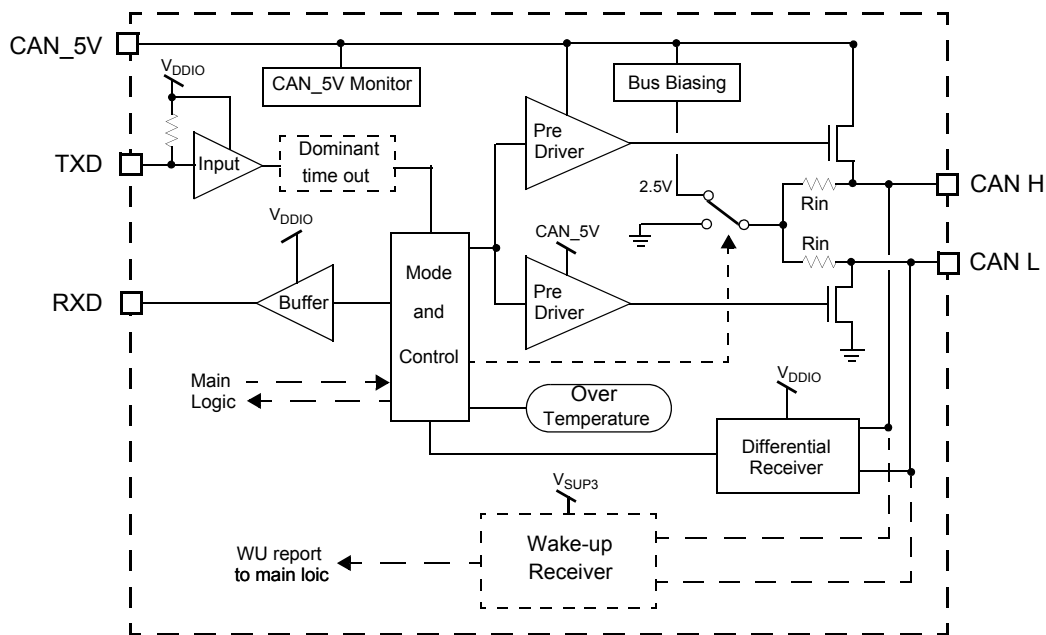 CAN_5V
VDDIO
CAN_5V Monitor
Bus Biasing
TXD
Input
Dominant
time out
Pre
Driver
2.5V
Rin
CAN H
VDDIO
CAN_5V
Rin
CAN L
RXD
Buffer
Mode
and
Control
Pre
Driver
Main
Logic
Over
Temperature
VDDIO
Differential
Receiver
VSUP3
Wake-up
Receiver
WU report
to main loic